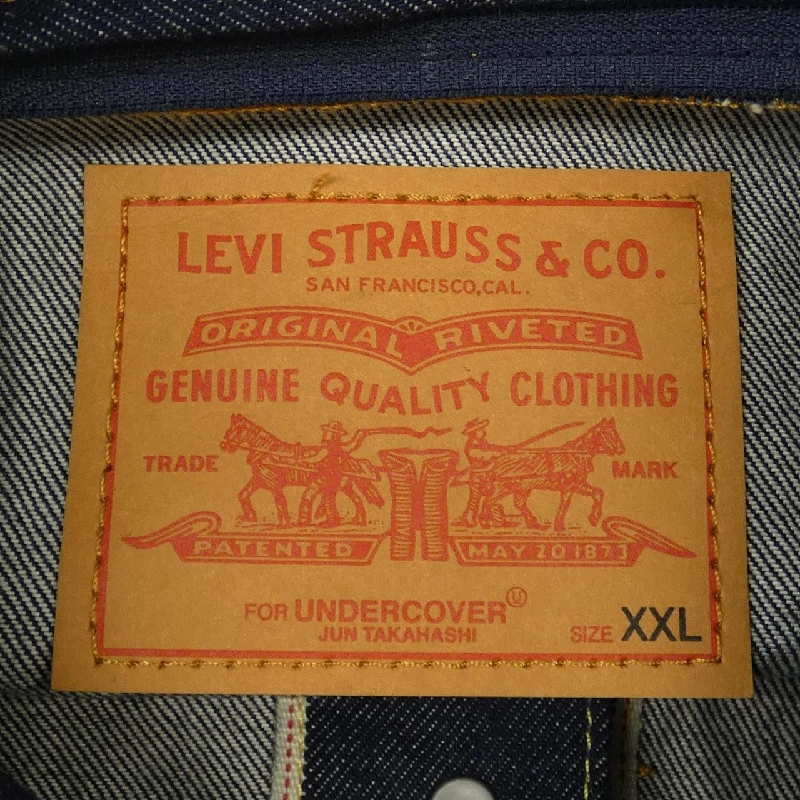 LEVI STRAUSS & CO.
SAN FRANCISCO, CAL.
ORIGINAL RIVETED
GENUINE QUALITY CLOTHING
TRADE MARK
PATENTED MAY 20 1873
FOR UNDERCOVER Ⓤ
JUN TAKAHASHI
SIZE XXL